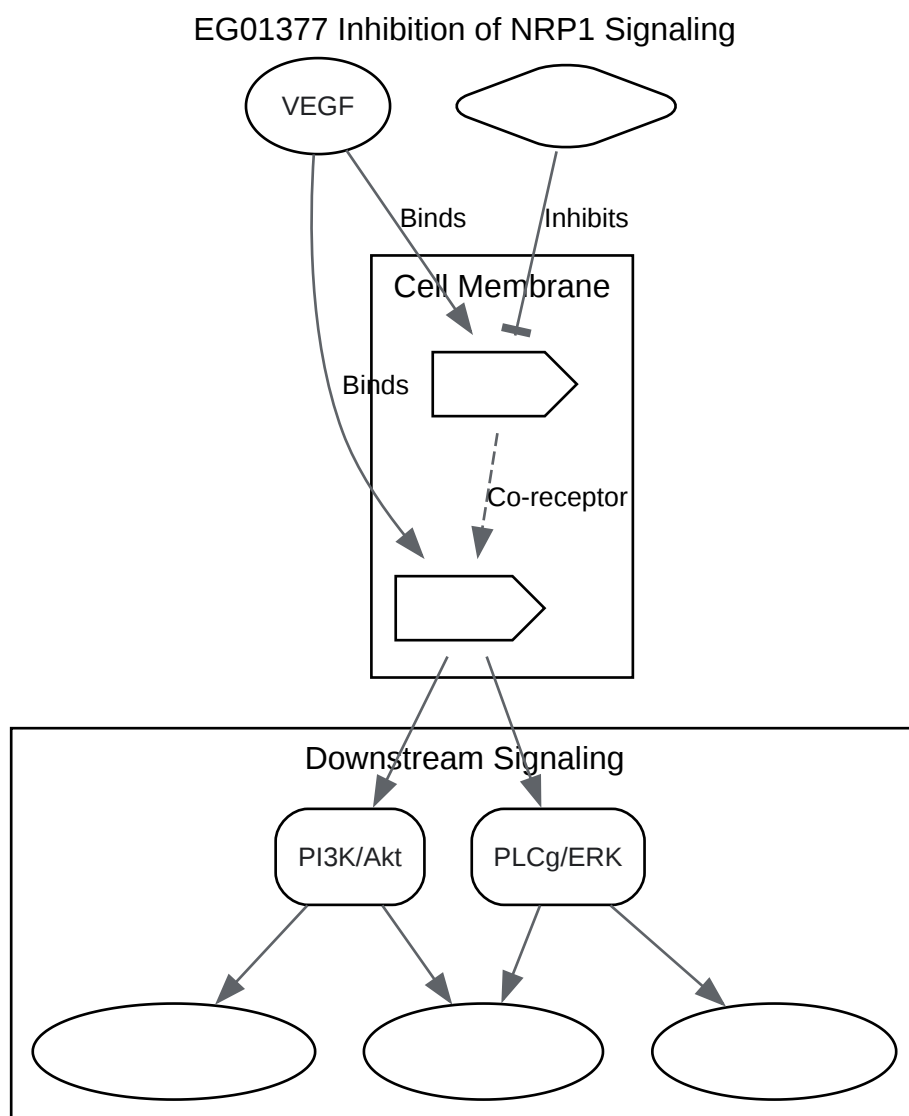 EG01377 Inhibition of NRP1 Signaling
VEGF
Binds
Inhibits
Cell Membrane
Binds
Co-receptor
Downstream Signaling
PI3K/Akt
PLCg/ERK